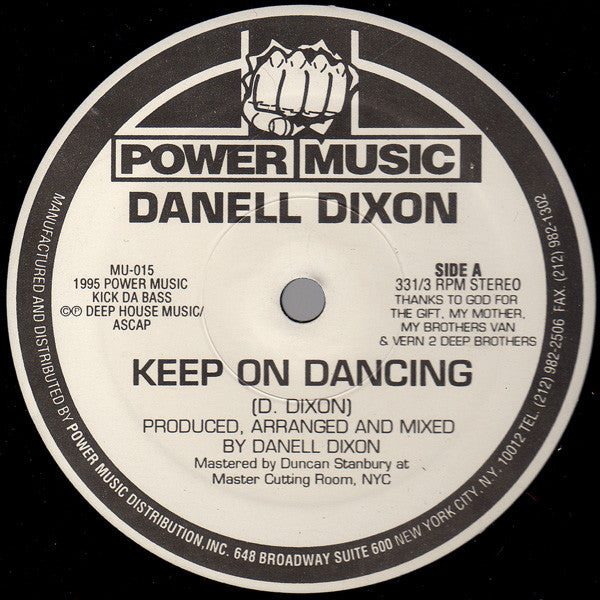 POWER MUSIC
DANELL DIXON
MU-015
1995 POWER MUSIC
KICK DA BASS
©℗ DEEP HOUSE MUSIC/
ASCAP
SIDE A
331/3 RPM STEREO
THANKS TO GOD FOR
THE GIFT, MY MOTHER,
MY BROTHERS VAN
& VERN 2 DEEP BROTHERS
KEEP ON DANCING
(D. DIXON)
PRODUCED, ARRANGED AND MIXED
BY DANELL DIXON
Mastered by Duncan Stanbury at
Master Cutting Room, NYC
MANUFACTURED AND DISTRIBUTED BY POWER MUSIC DISTRIBUTION, INC. 648 BROADWAY SUITE 600 NEW YORK CITY, N.Y. 10012 TEL. (212) 982-2506 FAX. (212) 982-1302